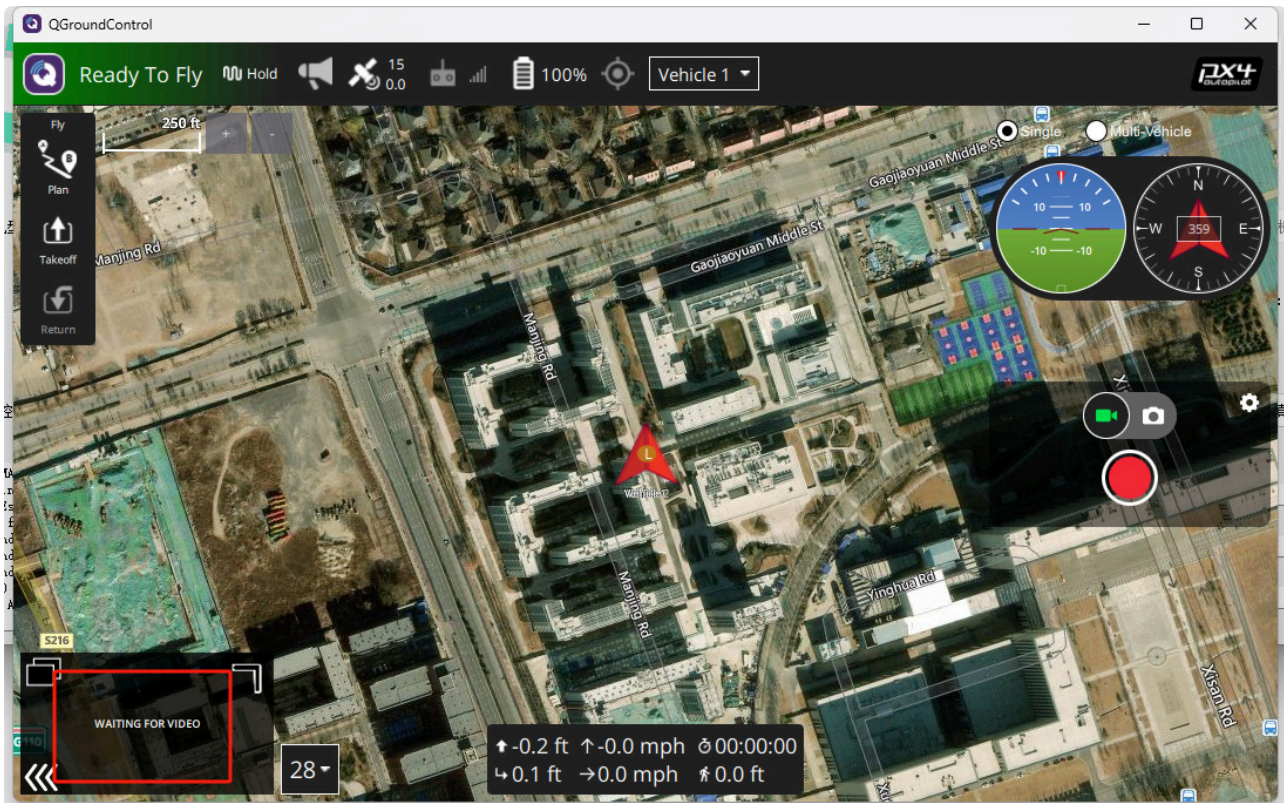 QGroundControl
Ready To Fly
Hold
15
0.0
100%
Vehicle 1
px4
autopilot
Fly
Plan
Takeoff
Return
250 ft
+
-
Single
Multi-Vehicle
10 10
-10 -10
N
W 359 E
S
Gaojiaoyuan Middle St
Gaojiaoyuan Middle St
Manjing Rd
Manjing Rd
L
Manjing Rd
Yinghua Rd
Xisan Rd
S216
G110
WAITING FOR VIDEO
28
-0.2 ft -0.0 mph 00:00:00
0.1 ft 0.0 mph 0.0 ft